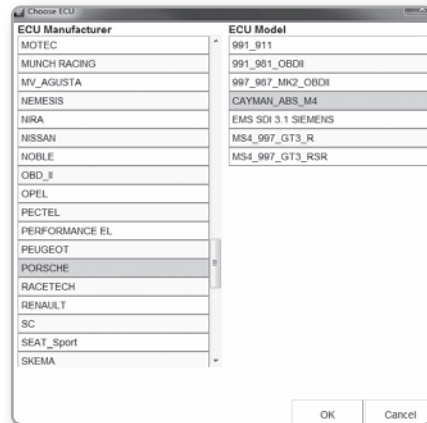 Choose ECU
ECU Manufacturer
MOTEC
MUNCH RACING
MV_AGUSTA
NEMESIS
NIRA
NISSAN
NOBLE
OBD_II
OPEL
PECTEL
PERFORMANCE EL
PEUGEOT
PORSCHE
RACETECH
RENAULT
SC
SEAT_Sport
SKEMA
ECU Model
991_911
991_981_OBDII
997_987_MK2_OBDII
CAYMAN_ABS_M4
EMS SDI 3.1 SIEMENS
MS4_997_GT3_R
MS4_997_GT3_RSR
OK
Cancel